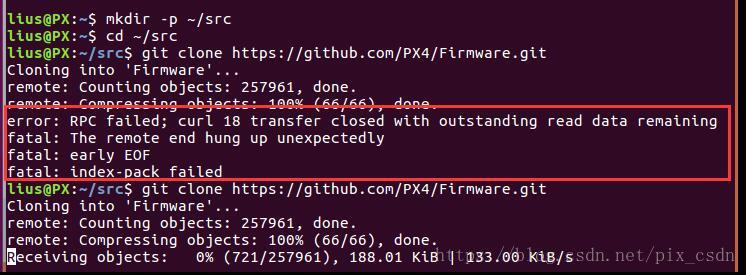 lius@PX:~$ mkdir -p ~/src
lius@PX:~$ cd ~/src
lius@PX:~/src$ git clone https://github.com/PX4/Firmware.git
Cloning into 'Firmware'...
remote: Counting objects: 257961, done.
remote: Compressing objects: 100% (66/66), done.
error: RPC failed; curl 18 transfer closed with outstanding read data remaining
fatal: The remote end hung up unexpectedly
fatal: early EOF
fatal: index-pack failed
lius@PX:~/src$ git clone https://github.com/PX4/Firmware.git
Cloning into 'Firmware'...
remote: Counting objects: 257961, done.
remote: Compressing objects: 100% (66/66), done.
Receiving objects:   0% (721/257961), 188.01 KiB | 133.00 KiB/s
https://blog.csdn.net/pix_csdn